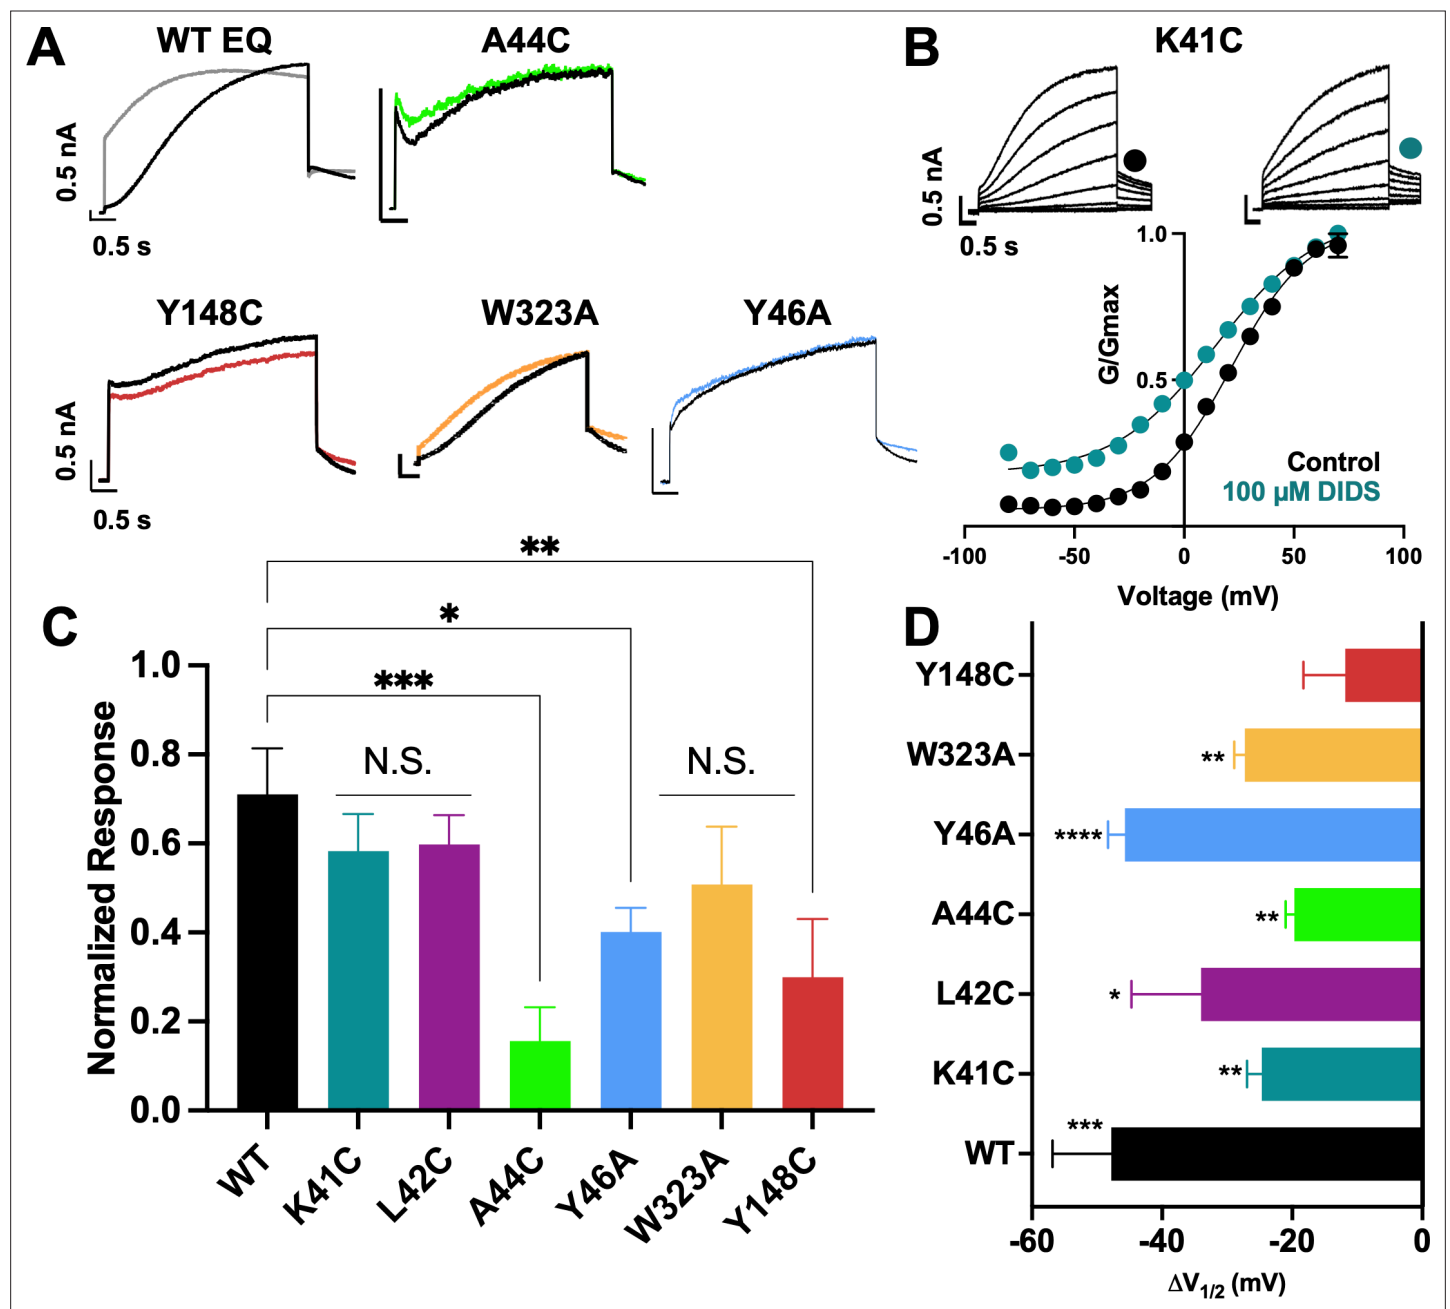 A
WT EQ
A44C
0.5 nA
0.5 s
Y148C
W323A
Y46A
0.5 nA
0.5 s
B
K41C
0.5 nA
0.5 s
1.0
0.5
G/Gmax
Control
100 µM DIDS
-100
-50
0
50
100
Voltage (mV)
C
**
*
***
N.S.
N.S.
Normalized Response
1.0
0.8
0.6
0.4
0.2
0.0
WT
K41C
L42C
A44C
Y46A
W323A
Y148C
D
Y148C
W323A
**
Y46A
****
A44C
**
L42C
*
K41C
**
WT
***
-60
-40
-20
0
ΔV1/2 (mV)